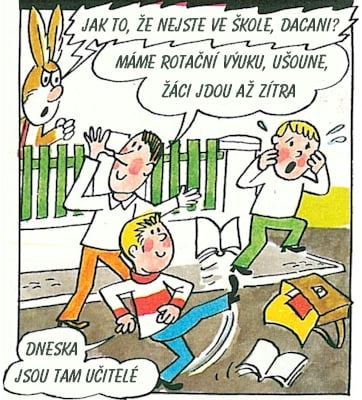 JAK TO, ŽE NEJSTE VE ŠKOLE, DACANI?
MÁME ROTAČNÍ VÝUKU, UŠOUNE,
ŽÁCI JDOU AŽ ZÍTRA
DNESKA
JSOU TAM UČITELÉ